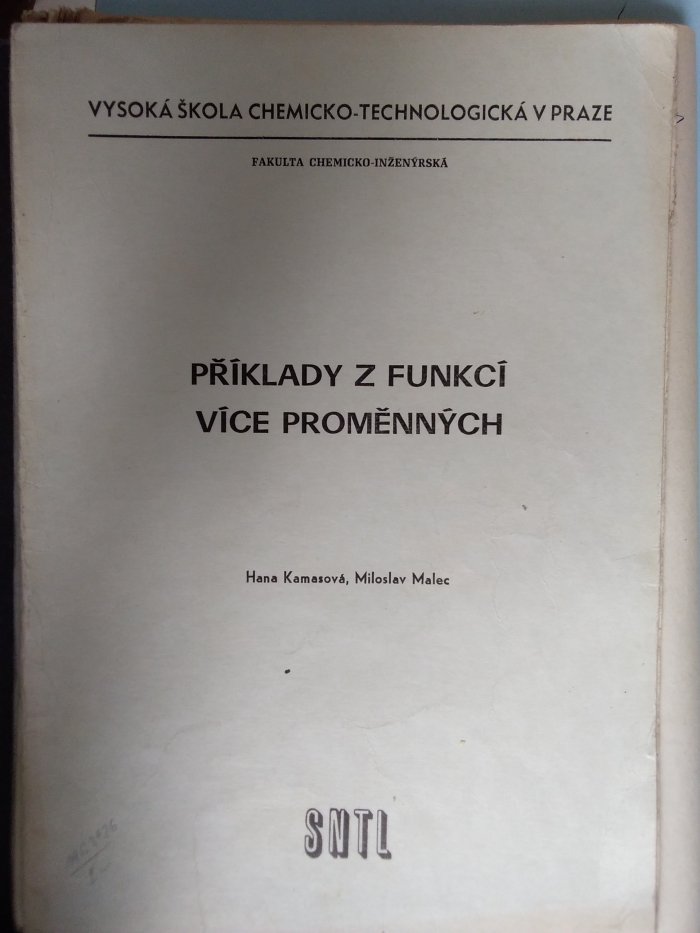 VYSOKÁ ŠKOLA CHEMICKO-TECHNOLOGICKÁ V PRAZE
FAKULTA CHEMICKO-INŽENÝRSKÁ
PŘÍKLADY Z FUNKCÍ
VÍCE PROMĚNNÝCH
Hana Kamasová, Miloslav Malec
SNTL